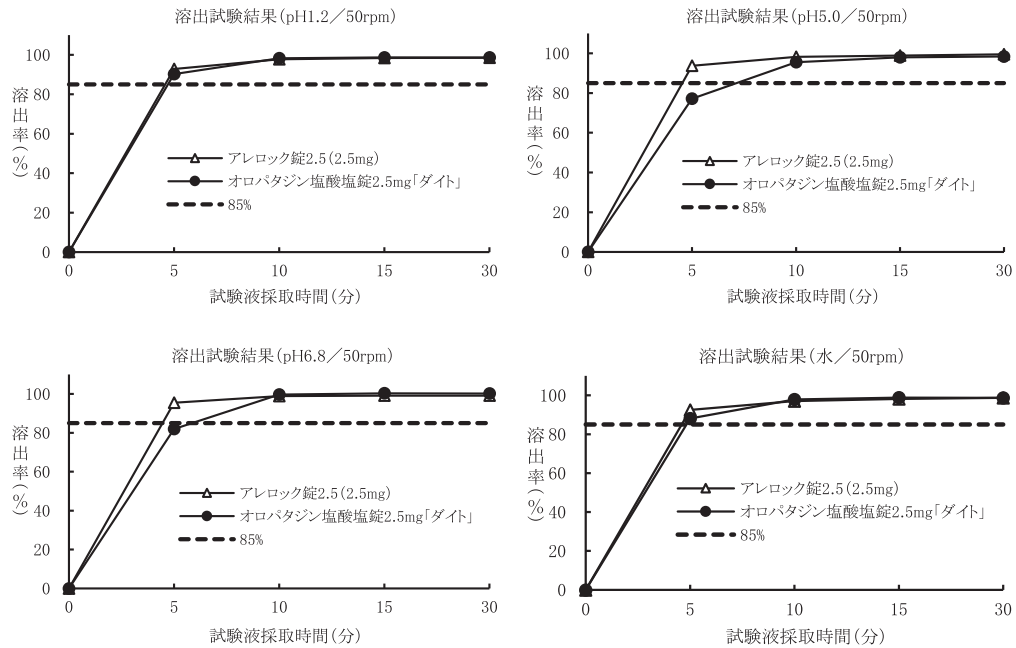 溶出試験結果(pH1.2／50rpm)
溶出率(%)
100
80
60
40
20
0
アレロック錠2.5(2.5mg)
オロパタジン塩酸塩錠2.5mg「ダイト」
85%
0 5 10 15 30
試験液採取時間(分)
溶出試験結果(pH5.0／50rpm)
溶出率(%)
100
80
60
40
20
0
アレロック錠2.5(2.5mg)
オロパタジン塩酸塩錠2.5mg「ダイト」
85%
0 5 10 15 30
試験液採取時間(分)
溶出試験結果(pH6.8／50rpm)
溶出率(%)
100
80
60
40
20
0
アレロック錠2.5(2.5mg)
オロパタジン塩酸塩錠2.5mg「ダイト」
85%
0 5 10 15 30
試験液採取時間(分)
溶出試験結果(水／50rpm)
溶出率(%)
100
80
60
40
20
0
アレロック錠2.5(2.5mg)
オロパタジン塩酸塩錠2.5mg「ダイト」
85%
0 5 10 15 30
試験液採取時間(分)